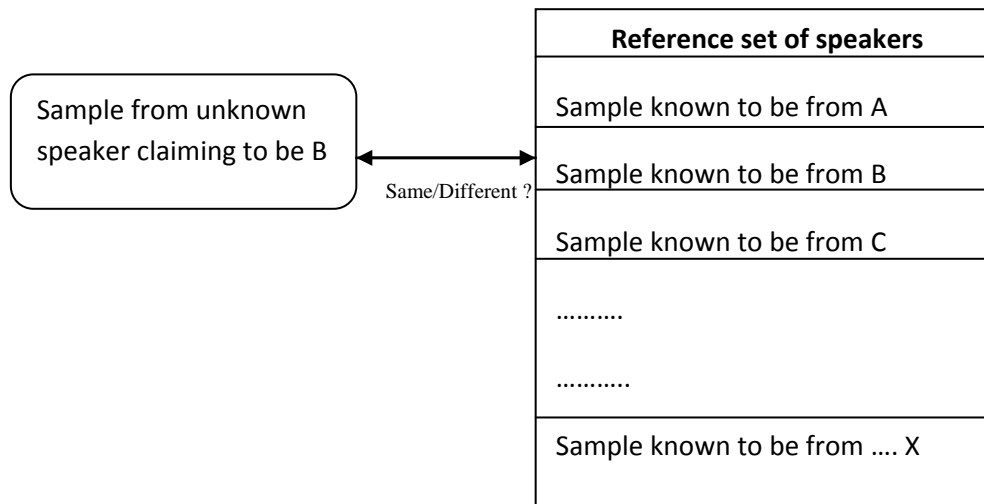 Reference set of speakers
Sample from unknown
speaker claiming to be B
Same/Different ?
Sample known to be from A
Sample known to be from B
Sample known to be from C
……….
………..
Sample known to be from …. X